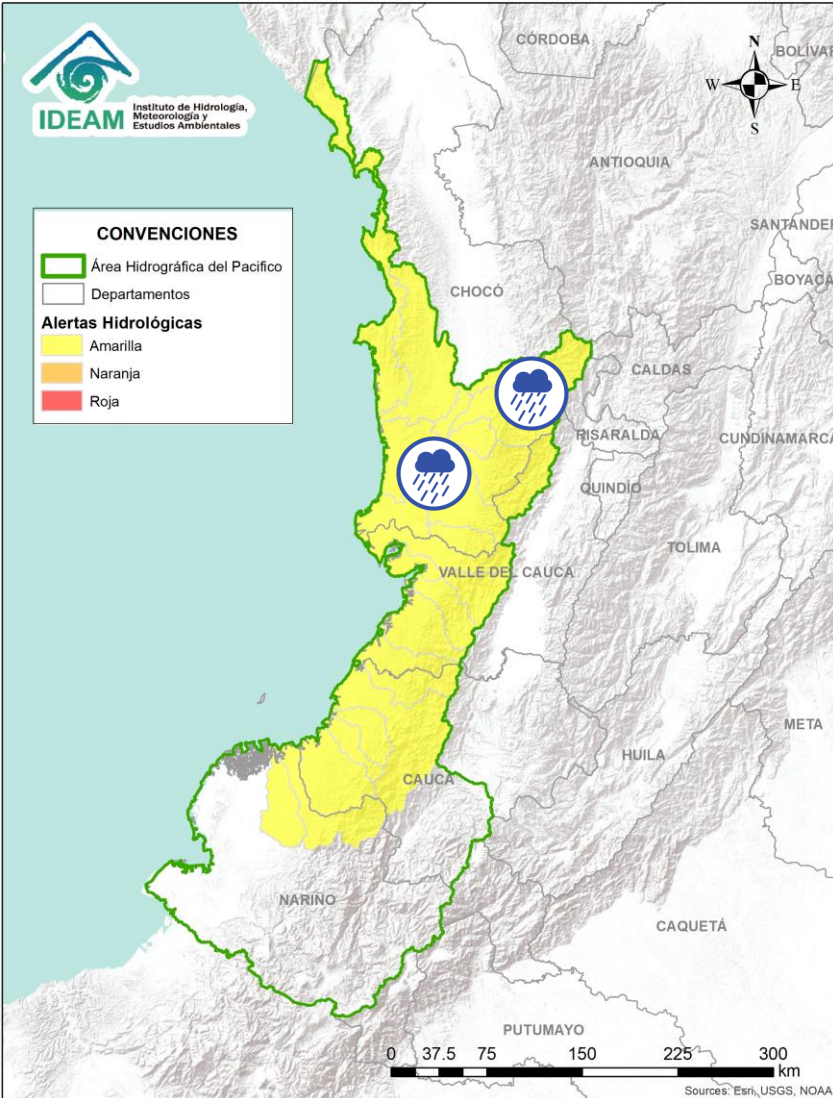 CÓRDOBA
BOLÍVAR
N
W E
S
IDEAM Instituto de Hidrología,
Meteorología y
Estudios Ambientales
ANTIOQUIA
SANTANDER
CONVENCIONES
Área Hidrográfica del Pacifico
Departamentos
Alertas Hidrológicas
Amarilla
Naranja
Roja
BOYACÁ
CHOCÓ
CALDAS
RISARALDA
CUNDINAMARCA
QUINDÍO
TOLIMA
VALLE DEL CAUCA
META
HUILA
CAUCA
NARIÑO
CAQUETÁ
PUTUMAYO
0 37.5 75 150 225 300
km
Sources: Esri, USGS, NOAA